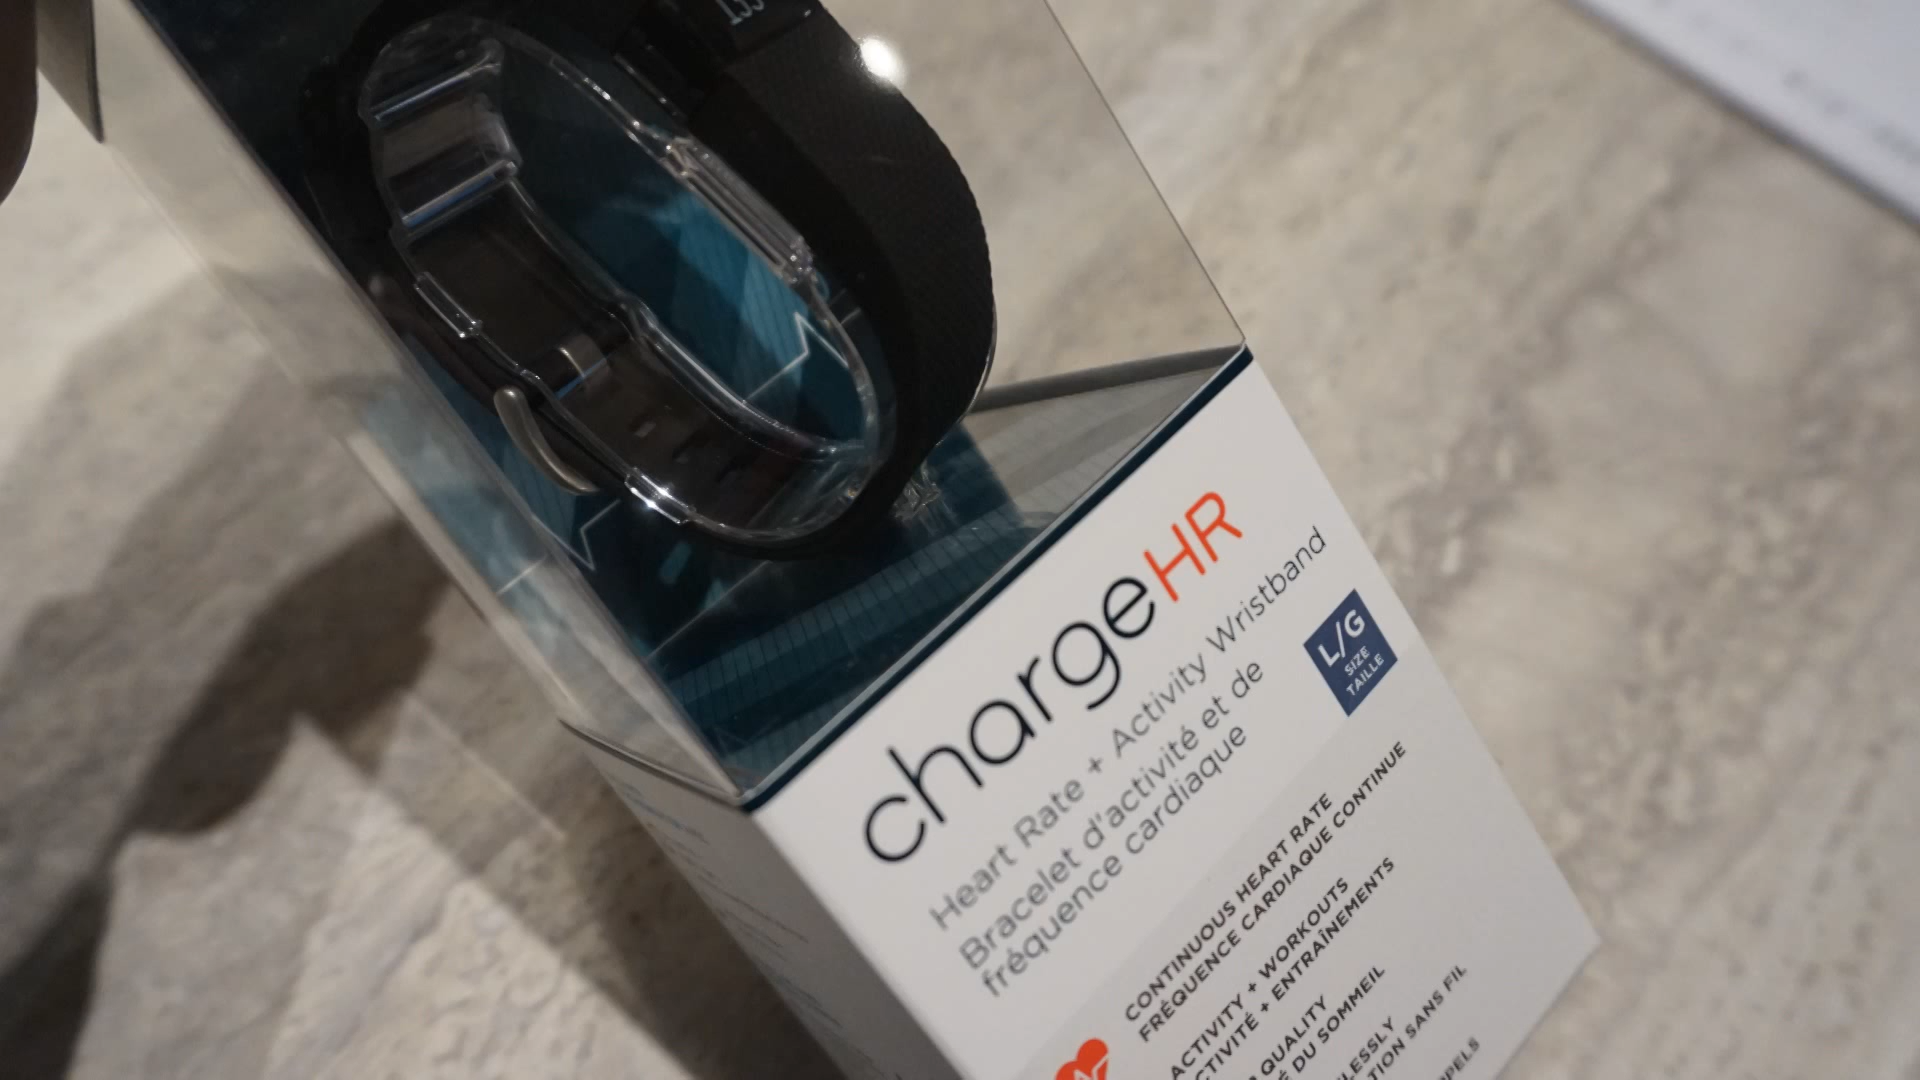 chargeHR
Heart Rate + Activity Wristband
Bracelet d'activité et de
fréquence cardiaque
L/G
SIZE
TAILLE
CONTINUOUS HEART RATE
FRÉQUENCE CARDIAQUE CONTINUE
ACTIVITY + WORKOUTS
+ ENTRAÎNEMENTS
QUALITY
DU SOMMEIL
SANS FIL